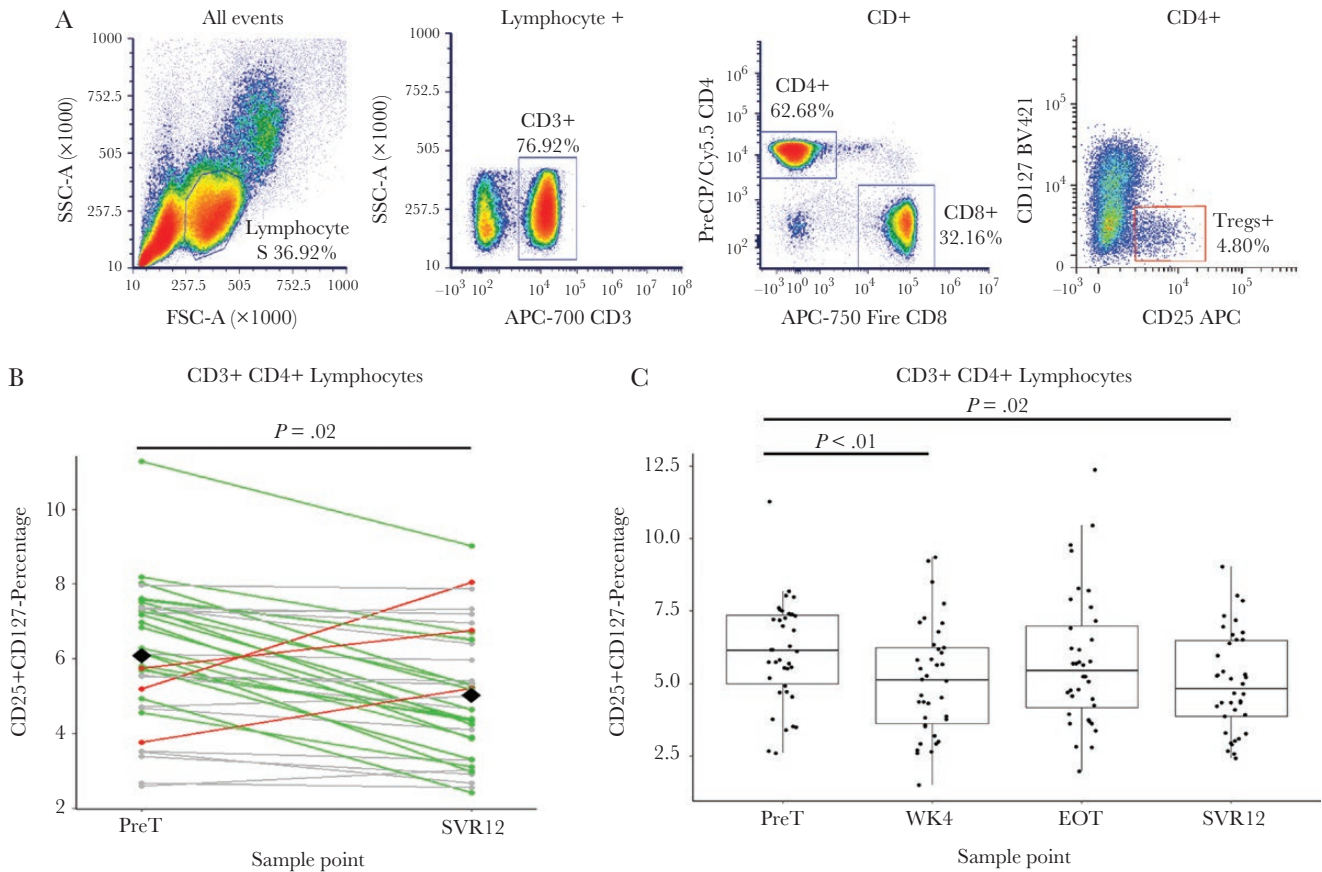 A
All events
Lymphocyte +
CD+
CD4+
SSC-A (×1000)
1000
752.5
505
257.5
10
Lymphocyte
S 36.92%
10
257.5
505
752.5
1000
FSC-A (×1000)
SSC-A (×1000)
1000
752.5
505
257.5
10
CD3+
76.92%
–10³
10²
10⁴
10⁵
10⁶
10⁷
10⁸
APC-700 CD3
PreCP/Cy5.5 CD4
10⁶
10⁵
10⁴
10³
10²
CD4+
62.68%
CD8+
32.16%
–10³
10⁰
10³
10⁴
10⁵
10⁶
10⁷
APC-750 Fire CD8
CD127 BV421
10⁵
10⁴
0
Tregs+
4.80%
–10³
0
10⁴
10⁵
CD25 APC
B
CD3+ CD4+ Lymphocytes
P = .02
CD25+CD127-Percentage
10
8
6
4
2
PreT
SVR12
Sample point
C
CD3+ CD4+ Lymphocytes
P = .02
P < .01
CD25+CD127-Percentage
12.5
10.0
7.5
5.0
2.5
PreT
WK4
EOT
SVR12
Sample point